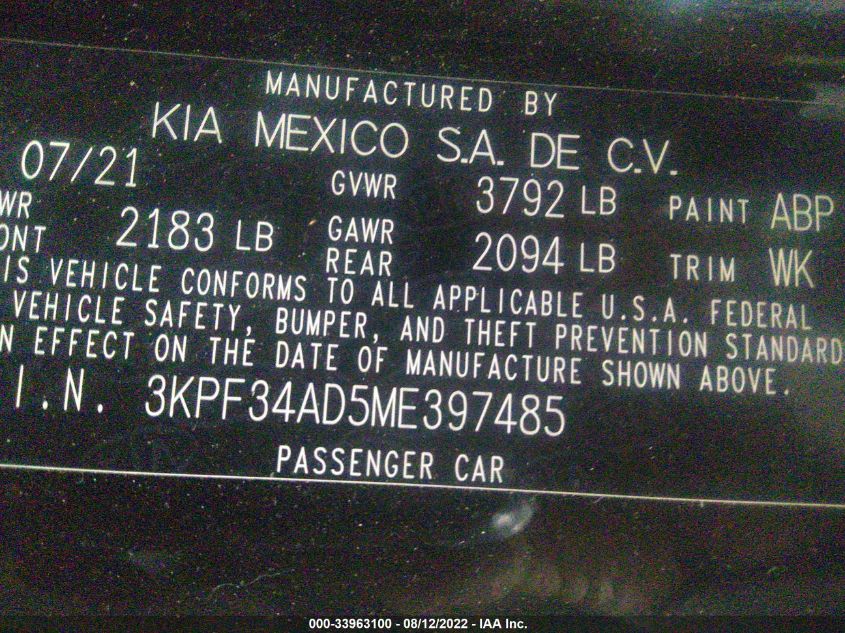 MANUFACTURED BY
KIA MEXICO S.A. DE C.V.
07/21 GVWR 3792 LB PAINT ABP
WR
ONT 2183 LB GAWR
REAR 2094 LB TRIM WK
IS VEHICLE CONFORMS TO ALL APPLICABLE U.S.A. FEDERAL
VEHICLE SAFETY, BUMPER, AND THEFT PREVENTION STANDARD
N EFFECT ON THE DATE OF MANUFACTURE SHOWN ABOVE.
I.N. 3KPF34AD5ME397485
PASSENGER CAR
000-33963100 - 08/12/2022 - IAA Inc.